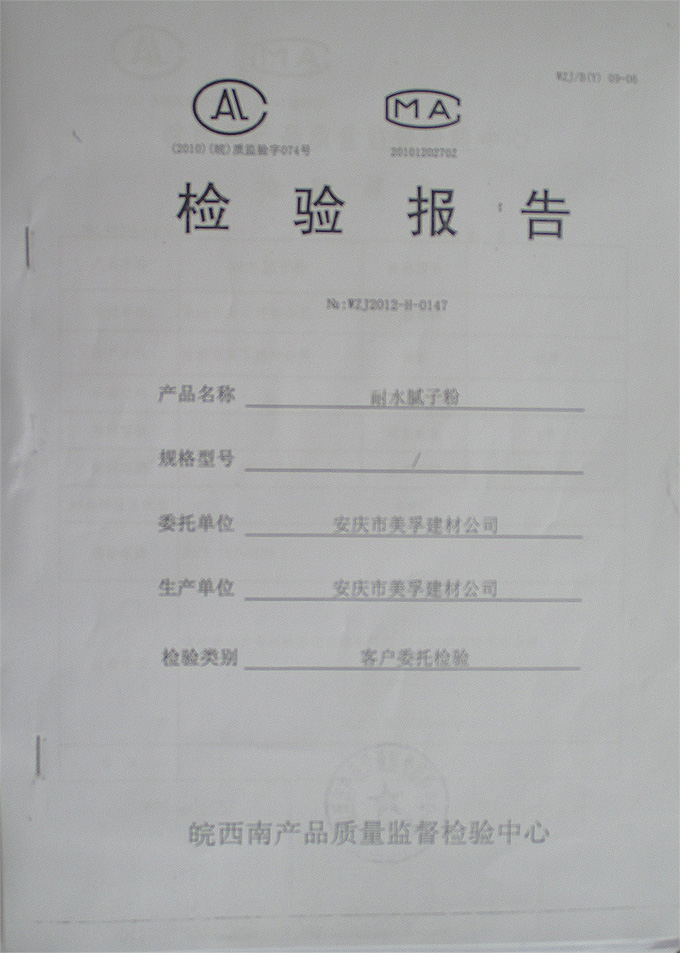 WZJ/B(Y) 09-06
AL
CMA
(2010)(皖)质监验字074号
2010120270Z
检验报告
№:WZJ2012-H-0147
产品名称 耐水腻子粉
规格型号 /
委托单位 安庆市美孚建材公司
生产单位 安庆市美孚建材公司
检验类别 客户委托检验
皖西南产品质量监督检验中心